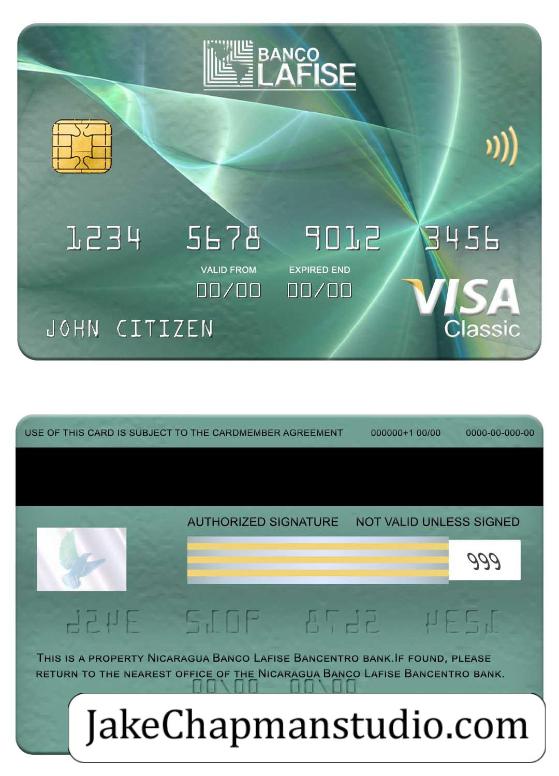 BANCO
LAFISE
1234 5678 9012 3456
VALID FROM EXPIRED END
00/00 00/00
VISA
Classic
JOHN CITIZEN
USE OF THIS CARD IS SUBJECT TO THE CARDMEMBER AGREEMENT 000000+1 00/00 0000-00-000-00
AUTHORIZED SIGNATURE NOT VALID UNLESS SIGNED
999
THIS IS A PROPERTY NICARAGUA BANCO LAFISE BANCENTRO BANK.IF FOUND, PLEASE
RETURN TO THE NEAREST OFFICE OF THE NICARAGUA BANCO LAFISE BANCENTRO BANK.
JakeChapmanstudio.com